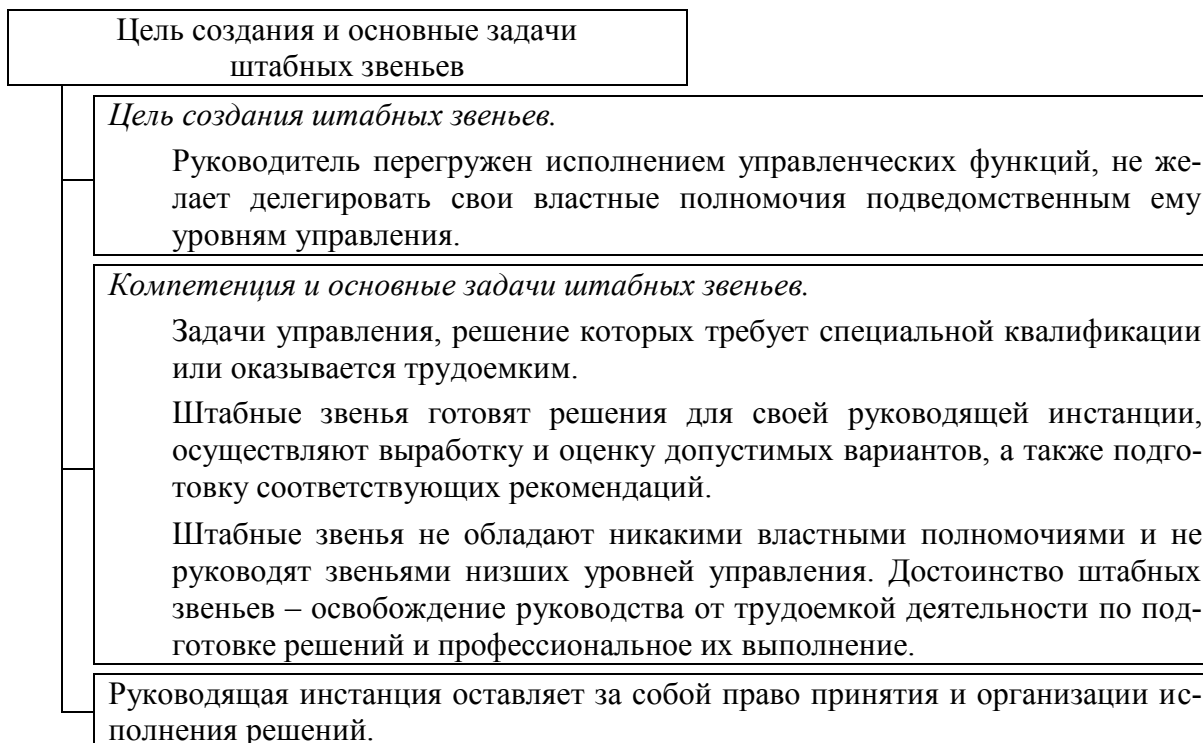 Цель создания и основные задачи
штабных звеньев
Цель создания штабных звеньев.
Руководитель перегружен исполнением управленческих функций, не же-
лает делегировать свои властные полномочия подведомственным ему
уровням управления.
Компетенция и основные задачи штабных звеньев.
Задачи управления, решение которых требует специальной квалификации
или оказывается трудоемким.
Штабные звенья готовят решения для своей руководящей инстанции,
осуществляют выработку и оценку допустимых вариантов, а также подго-
товку соответствующих рекомендаций.
Штабные звенья не обладают никакими властными полномочиями и не
руководят звеньями низших уровней управления. Достоинство штабных
звеньев – освобождение руководства от трудоемкой деятельности по под-
готовке решений и профессиональное их выполнение.
Руководящая инстанция оставляет за собой право принятия и организации ис-
полнения решений.